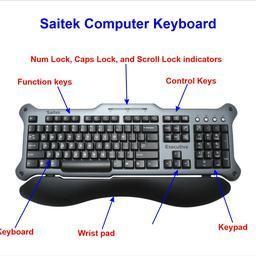 Saitek Computer Keyboard
Num Lock, Caps Lock, and Scroll Lock indicators
Function keys
Control Keys
Saitek
Executive
Keyboard
Wrist pad
Keypad